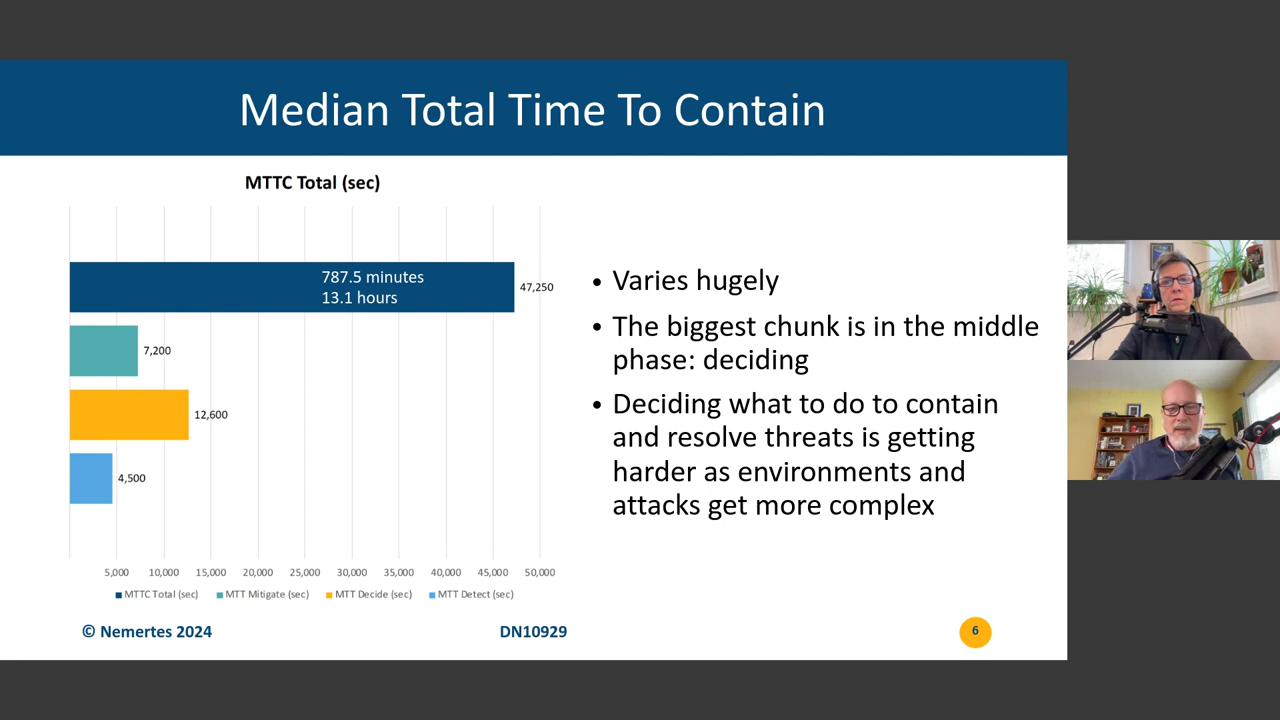 Median Total Time To Contain
MTTC Total (sec)
787.5 minutes
13.1 hours
47,250
7,200
12,600
4,500
5,000 10,000 15,000 20,000 25,000 30,000 35,000 40,000 45,000 50,000
MTTC Total (sec) MTT Mitigate (sec) MTT Decide (sec) MTT Detect (sec)
• Varies hugely
• The biggest chunk is in the middle
phase: deciding
• Deciding what to do to contain
and resolve threats is getting
harder as environments and
attacks get more complex
© Nemertes 2024
DN10929
6